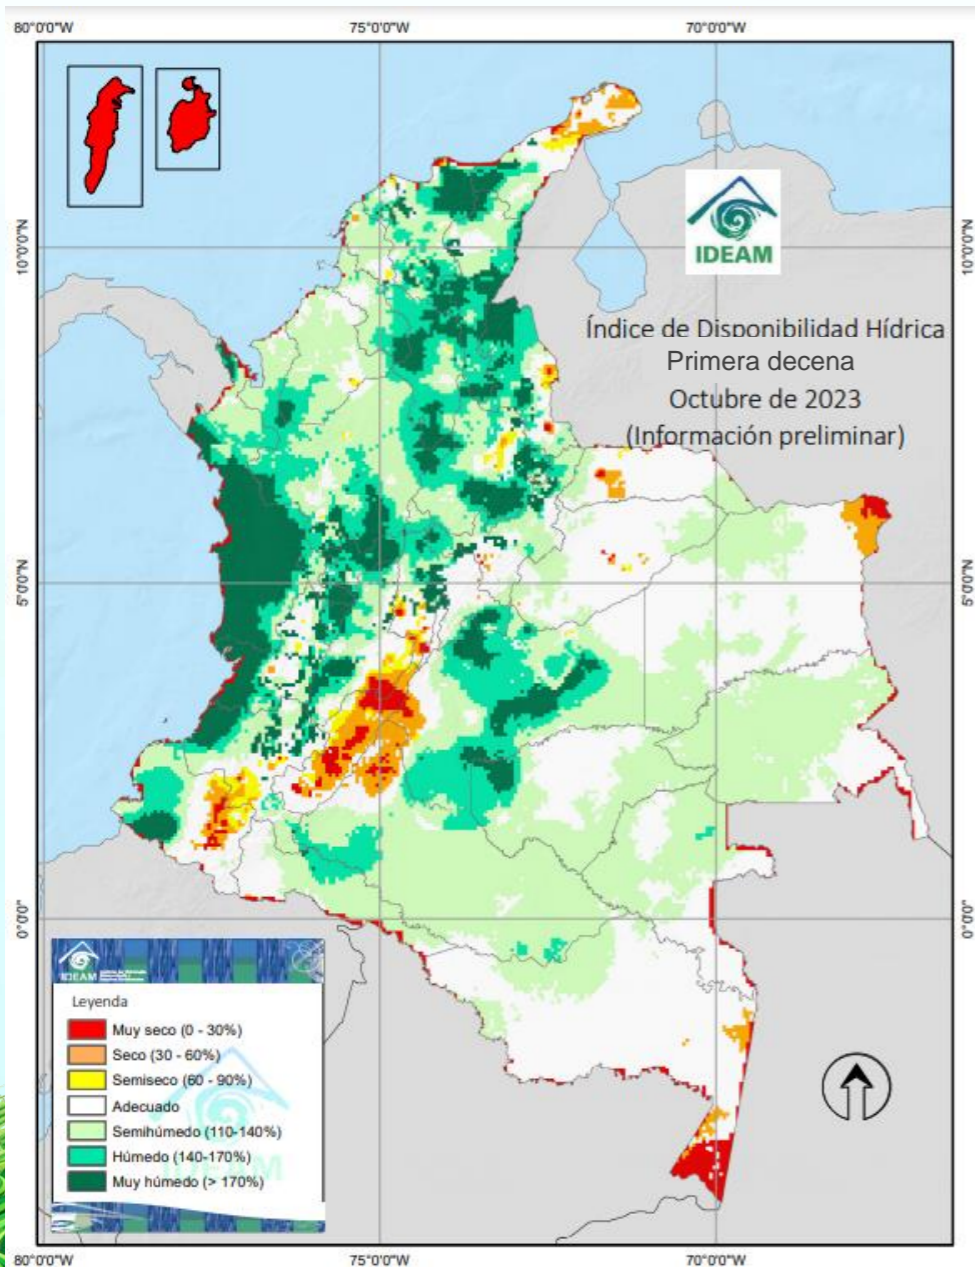 80°0'0"W 75°0'0"W 70°0'0"W
10°0'0"N
10°0'0"N
IDEAM
Índice de Disponibilidad Hídrica
Primera decena
Octubre de 2023
(Información preliminar)
5°0'0"N
5°0'0"N
0°0'0"
0°0'0"
IDEAM
Leyenda
Muy seco (0 - 30%)
Seco (30 - 60%)
Semiseco (60 - 90%)
Adecuado
Semihúmedo (110-140%)
Húmedo (140-170%)
Muy húmedo (> 170%)
IDEAM
80°0'0"W 75°0'0"W 70°0'0"W